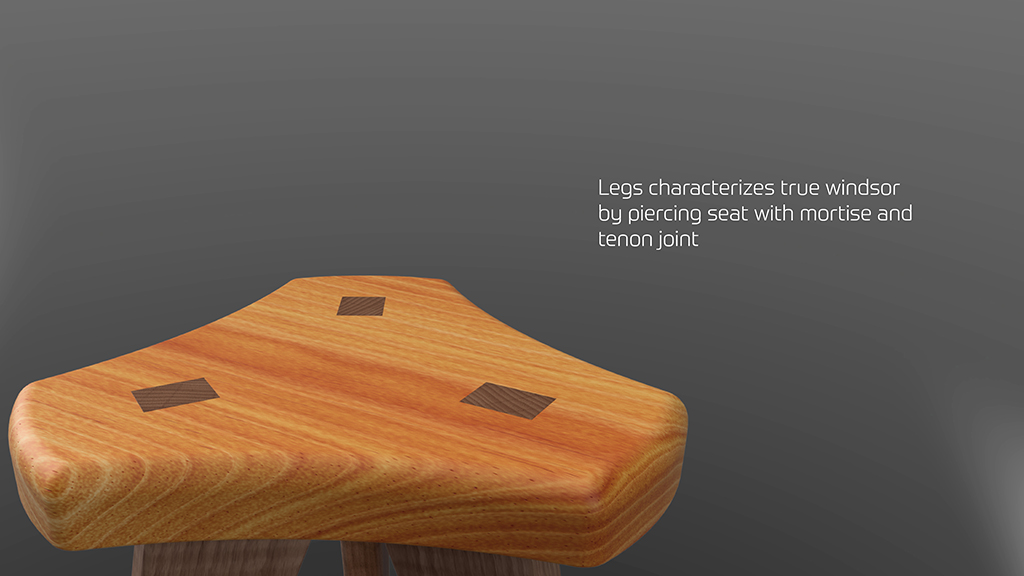 Legs characterizes true windsor
by piercing seat with mortise and
tenon joint